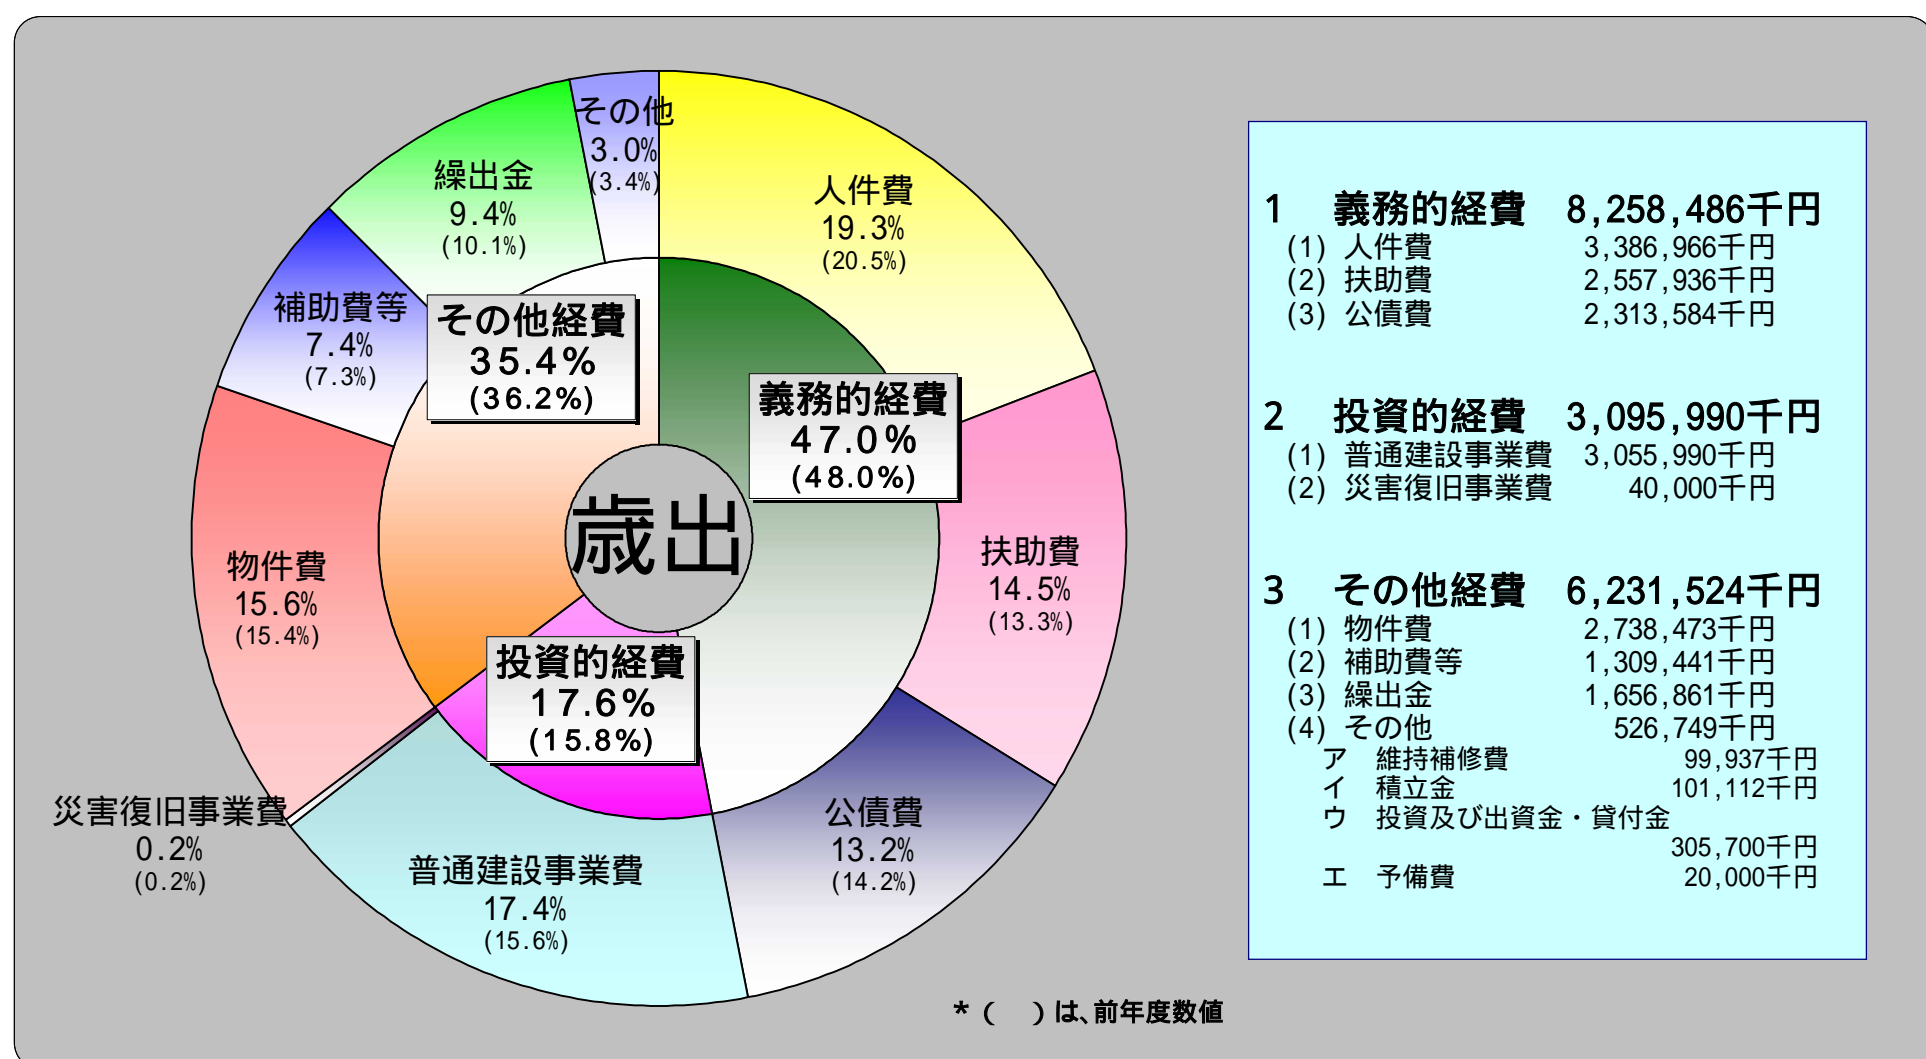 その他
3.0%
(3.4%)
人件費
19.3%
(20.5%)
繰出金
9.4%
(10.1%)
補助費等
7.4%
(7.3%)
その他経費
35.4%
(36.2%)
義務的経費
47.0%
(48.0%)
歳出
扶助費
14.5%
(13.3%)
物件費
15.6%
(15.4%)
投資的経費
17.6%
(15.8%)
災害復旧事業費
0.2%
(0.2%)
公債費
13.2%
(14.2%)
普通建設事業費
17.4%
(15.6%)
1 義務的経費 8,258,486千円
(1) 人件費 3,386,966千円
(2) 扶助費 2,557,936千円
(3) 公債費 2,313,584千円
2 投資的経費 3,095,990千円
(1) 普通建設事業費 3,055,990千円
(2) 災害復旧事業費 40,000千円
3 その他経費 6,231,524千円
(1) 物件費 2,738,473千円
(2) 補助費等 1,309,441千円
(3) 繰出金 1,656,861千円
(4) その他 526,749千円
ア 維持補修費 99,937千円
イ 積立金 101,112千円
ウ 投資及び出資金・貸付金
305,700千円
エ 予備費 20,000千円
*( )は、前年度数値